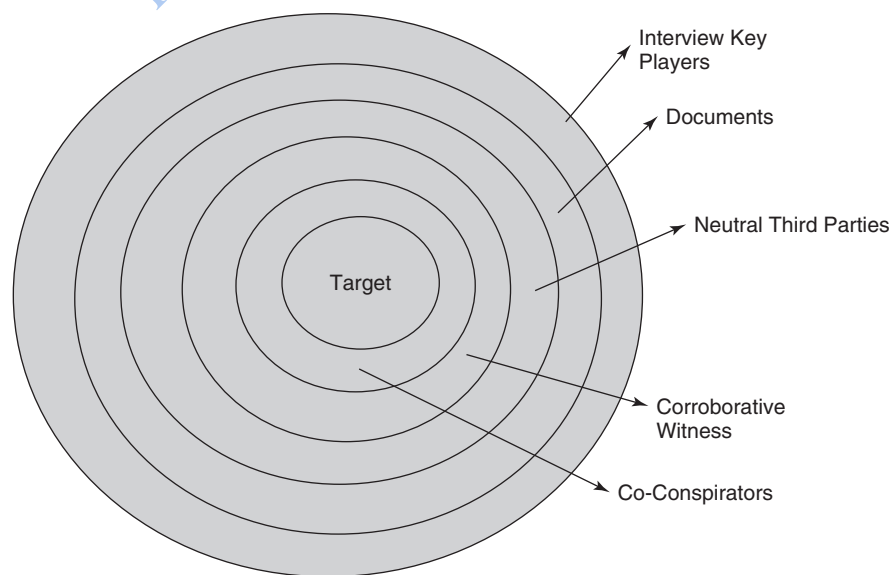 Interview Key
Players
Documents
Neutral Third Parties
Target
Corroborative
Witness
Co-Conspirators